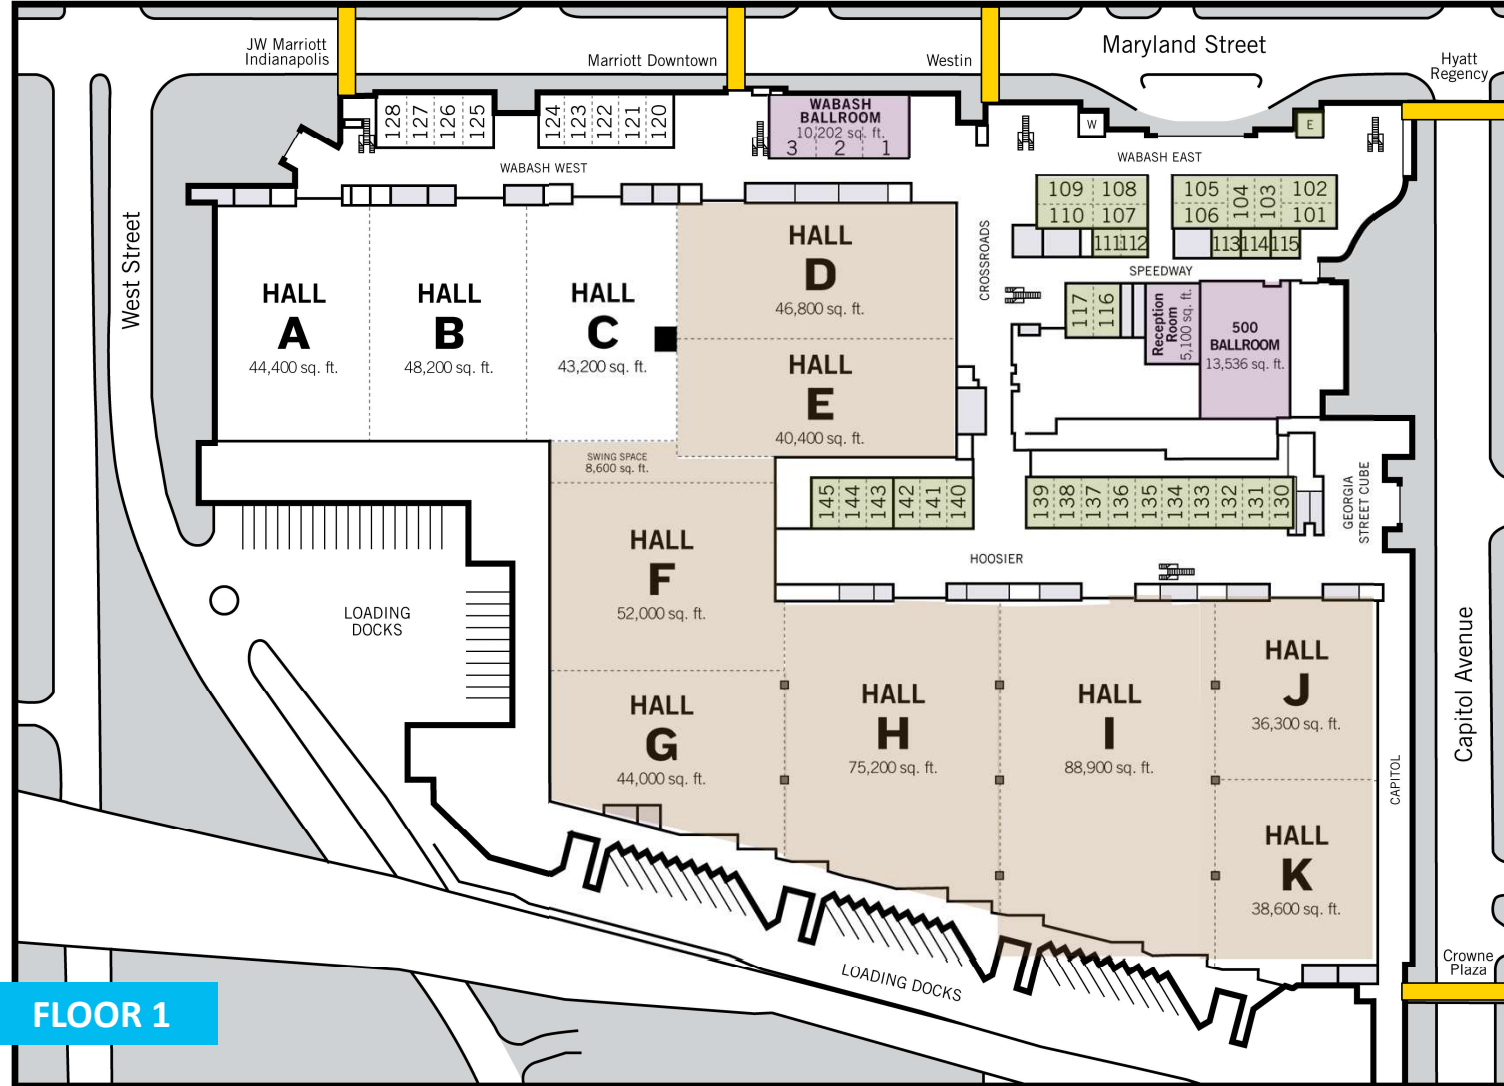 JW Marriott
Indianapolis
Marriott Downtown
Westin
Maryland Street
Hyatt
Regency
128
127
126
125
124
123
122
121
120
WABASH
BALLROOM
10,202 sq. ft.
3 2 1
W
E
WABASH WEST
WABASH EAST
109 108
110 107
111 112
105
106
104
103
102
101
113 114 115
SPEEDWAY
CROSSROADS
117
116
Reception
Room
5,100 sq. ft.
500
BALLROOM
13,536 sq. ft.
West Street
HALL
A
44,400 sq. ft.
HALL
B
48,200 sq. ft.
HALL
C
43,200 sq. ft.
HALL
D
46,800 sq. ft.
HALL
E
40,400 sq. ft.
SWING SPACE
8,600 sq. ft.
145
144
143
142
141
140
139
138
137
136
135
134
133
132
131
130
GEORGIA
STREET CUBE
HOOSIER
HALL
F
52,000 sq. ft.
LOADING
DOCKS
HALL
G
44,000 sq. ft.
HALL
H
75,200 sq. ft.
HALL
I
88,900 sq. ft.
HALL
J
36,300 sq. ft.
HALL
K
38,600 sq. ft.
CAPITOL
Capitol Avenue
LOADING DOCKS
Crowne
Plaza
FLOOR 1